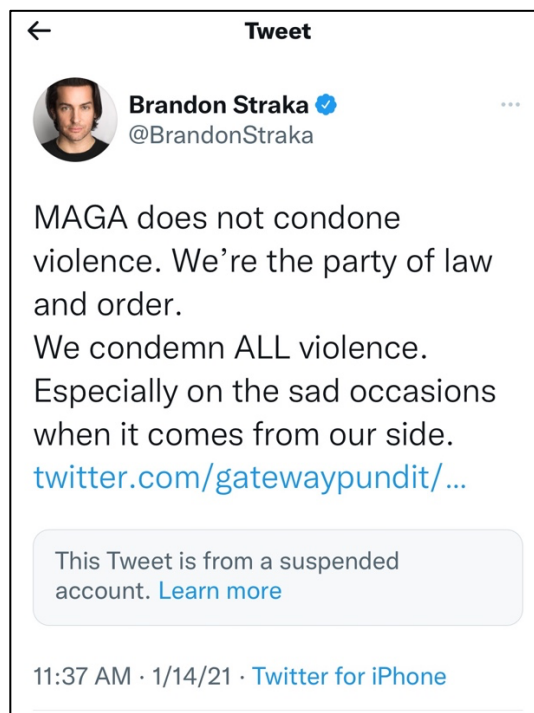 Tweet
Brandon Straka
@BrandonStraka
MAGA does not condone
violence. We’re the party of law
and order.
We condemn ALL violence.
Especially on the sad occasions
when it comes from our side.
twitter.com/gatewaypundit/...
This Tweet is from a suspended
account. Learn more
11:37 AM · 1/14/21 · Twitter for iPhone